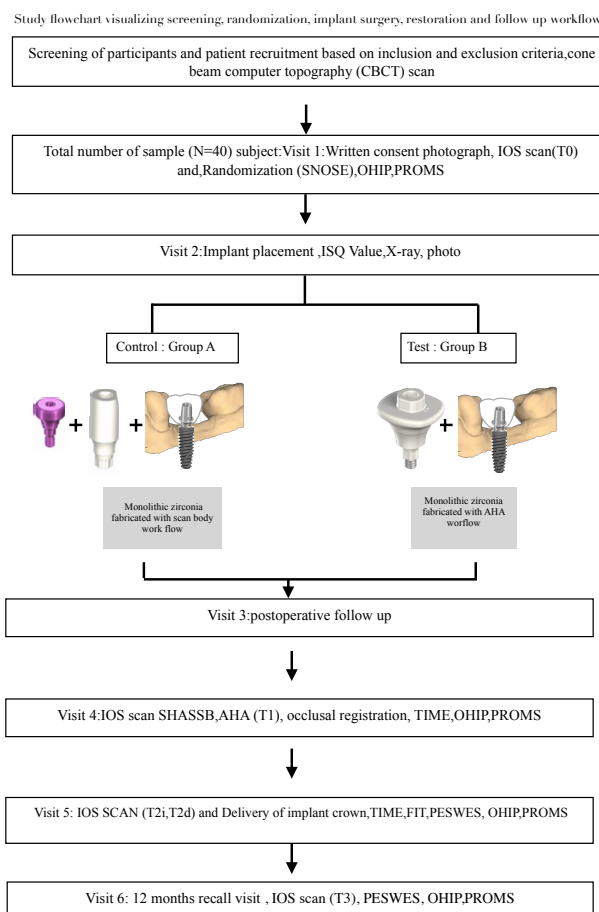 Study flowchart visualizing screening, randomization, implant surgery, restoration and follow up workflow
Screening of participants and patient recruitment based on inclusion and exclusion criteria,cone
beam computer topography (CBCT) scan
Total number of sample (N=40) subject:Visit 1:Written consent photograph, IOS scan(T0)
and,Randomization (SNOSE),OHIP,PROMS
Visit 2:Implant placement ,ISQ Value,X-ray, photo
Control : Group A
Test : Group B
+
+
+
Monolithic zirconia
fabricated with scan body
work flow
Monolithic zirconia
fabricated with AHA
worflow
Visit 3:postoperative follow up
Visit 4:IOS scan SHASSB,AHA (T1), occlusal registration, TIME,OHIP,PROMS
Visit 5: IOS SCAN (T2i,T2d) and Delivery of implant crown,TIME,FIT,PESWES, OHIP,PROMS
Visit 6: 12 months recall visit , IOS scan (T3), PESWES, OHIP,PROMS